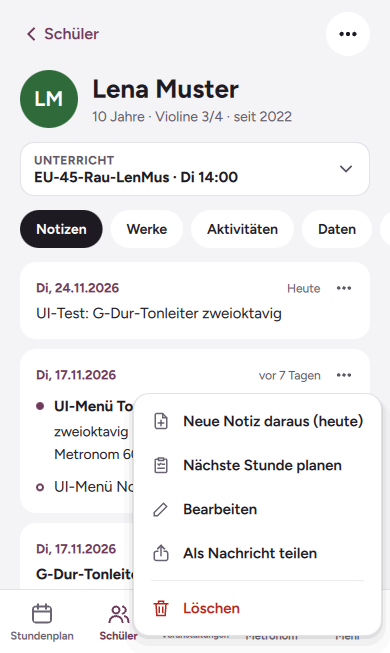 Schüler
LM
Lena Muster
10 Jahre · Violine 3/4 · seit 2022
UNTERRICHT
EU-45-Rau-LenMus · Di 14:00
Notizen
Werke
Aktivitäten
Daten
Di, 24.11.2026
Heute
UI-Test: G-Dur-Tonleiter zweioktavig
Di, 17.11.2026
vor 7 Tagen
UI-Menü
zweioktavig
Metronom
UI-Menü
Di, 17.11.2026
Neue Notiz daraus (heute)
Nächste Stunde planen
Bearbeiten
Als Nachricht teilen
Löschen
Stundenplan
Schüler
Metronom
Mehr